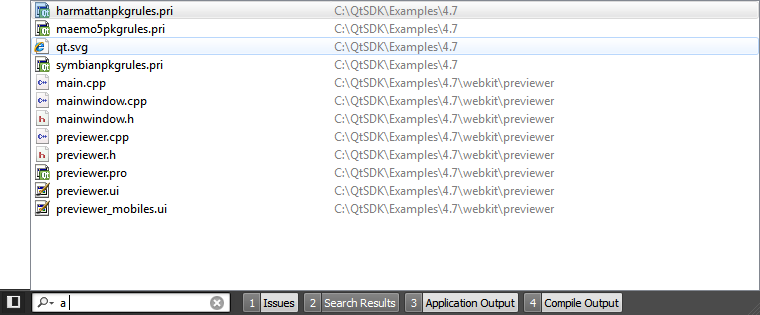 harmattanpkgrules.pri C:\QtSDK\Examples\4.7
maemo5pkgrules.pri C:\QtSDK\Examples\4.7
qt.svg C:\QtSDK\Examples\4.7
symbianpkgrules.pri C:\QtSDK\Examples\4.7
main.cpp C:\QtSDK\Examples\4.7\webkit\previewer
mainwindow.cpp C:\QtSDK\Examples\4.7\webkit\previewer
mainwindow.h C:\QtSDK\Examples\4.7\webkit\previewer
previewer.cpp C:\QtSDK\Examples\4.7\webkit\previewer
previewer.h C:\QtSDK\Examples\4.7\webkit\previewer
previewer.pro C:\QtSDK\Examples\4.7\webkit\previewer
previewer.ui C:\QtSDK\Examples\4.7\webkit\previewer
previewer_mobiles.ui C:\QtSDK\Examples\4.7\webkit\previewer
a 1 Issues 2 Search Results 3 Application Output 4 Compile Output